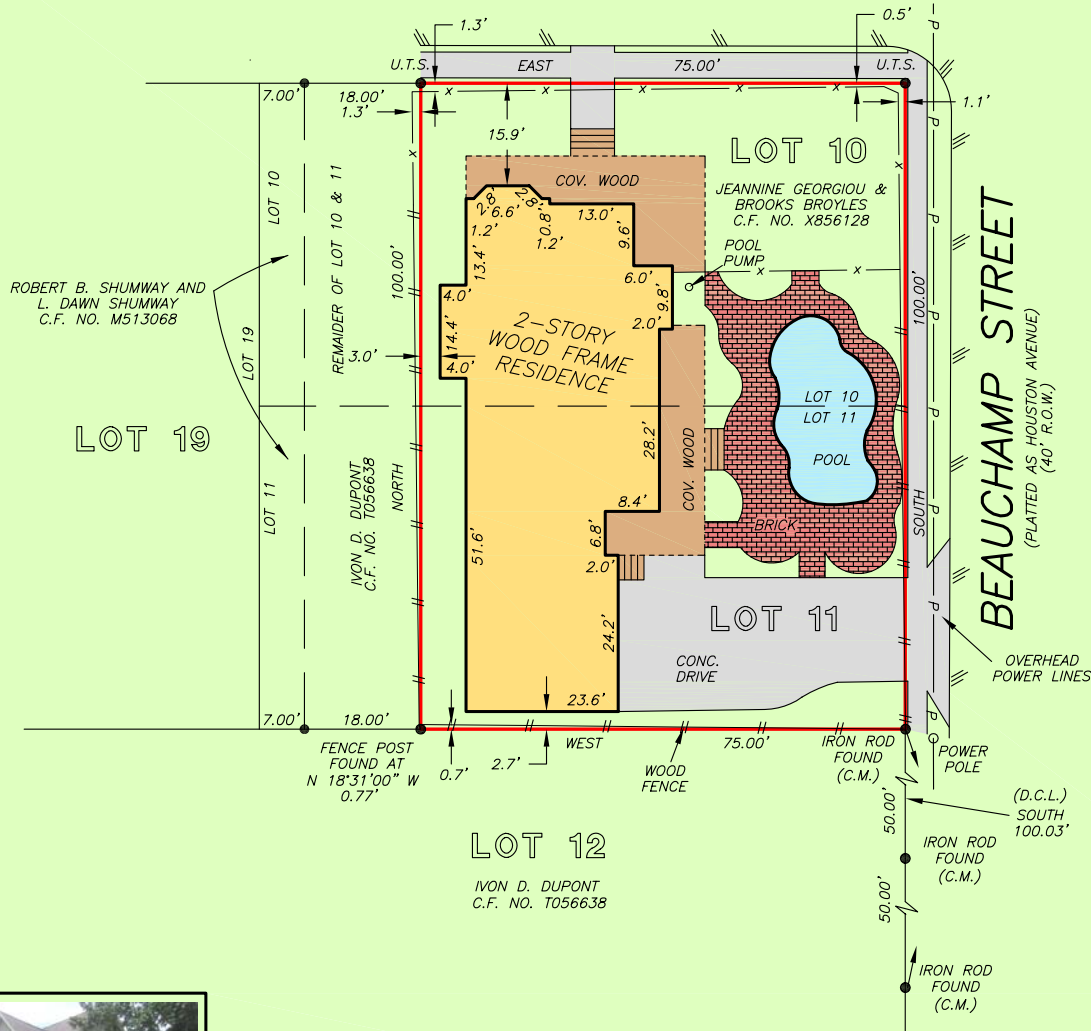 1.3'
0.5'
U.T.S.
EAST
75.00'
U.T.S.
7.00'
18.00'
1.3'
1.1'
15.9'
LOT 10
COV. WOOD
JEANNINE GEORGIOU &
BROOKS BROYLES
C.F. NO. X856128
LOT 10
REMAIDER OF LOT 10 & 11
2.8'
6.6'
2.8'
0.8'
13.0'
1.2'
1.2'
9.6'
13.4'
POOL
PUMP
100.00'
6.0'
ROBERT B. SHUMWAY AND
L. DAWN SHUMWAY
C.F. NO. M513068
4.0'
9.8'
100.00'
2-STORY
WOOD FRAME
RESIDENCE
2.0'
14.4'
LOT 19
3.0'
4.0'
BEAUCHAMP STREET
(PLATTED AS HOUSTON AVENUE)
(40' R.O.W.)
LOT 10
LOT 11
LOT 19
28.2'
COV. WOOD
POOL
NORTH
LOT 11
IVON D. DUPONT
C.F. NO. T056638
8.4'
SOUTH
BRICK
51.6'
6.8'
2.0'
LOT 11
24.2'
CONC.
DRIVE
OVERHEAD
POWER LINES
23.6'
7.00'
18.00'
WEST
75.00'
FENCE POST
FOUND AT
N 18°31'00" W
0.77'
0.7'
2.7'
WOOD
FENCE
IRON ROD
FOUND
(C.M.)
POWER
POLE
50.00'
(D.C.L.)
SOUTH
100.03'
LOT 12
IRON ROD
FOUND
(C.M.)
IVON D. DUPONT
C.F. NO. T056638
50.00'
IRON ROD
FOUND
(C.M.)
x
x
x
x
x
x
x
x
x
P
P
P
P
P
P
P
P
P